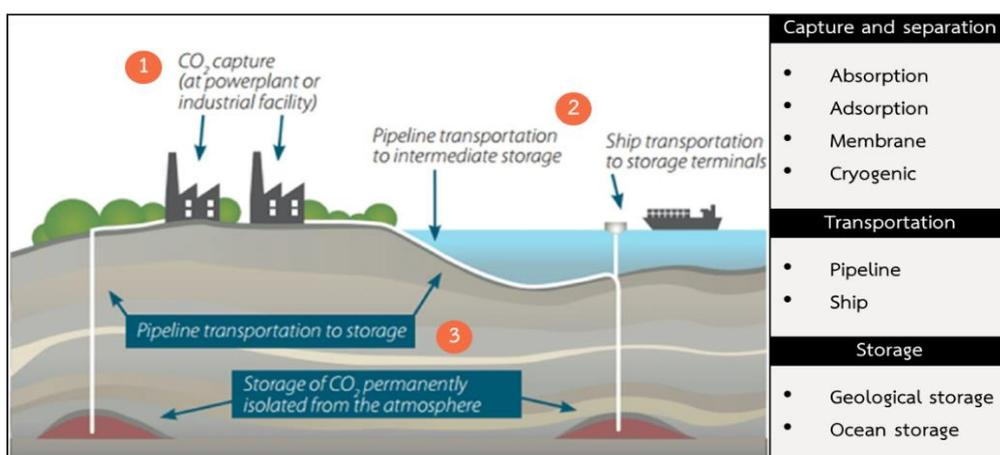 1
CO₂ capture
(at powerplant or
industrial facility)
2
Pipeline transportation
to intermediate storage
Ship transportation
to storage terminals
Pipeline transportation to storage
3
Storage of CO₂ permanently
isolated from the atmosphere
Capture and separation
• Absorption
• Adsorption
• Membrane
• Cryogenic
Transportation
• Pipeline
• Ship
Storage
• Geological storage
• Ocean storage